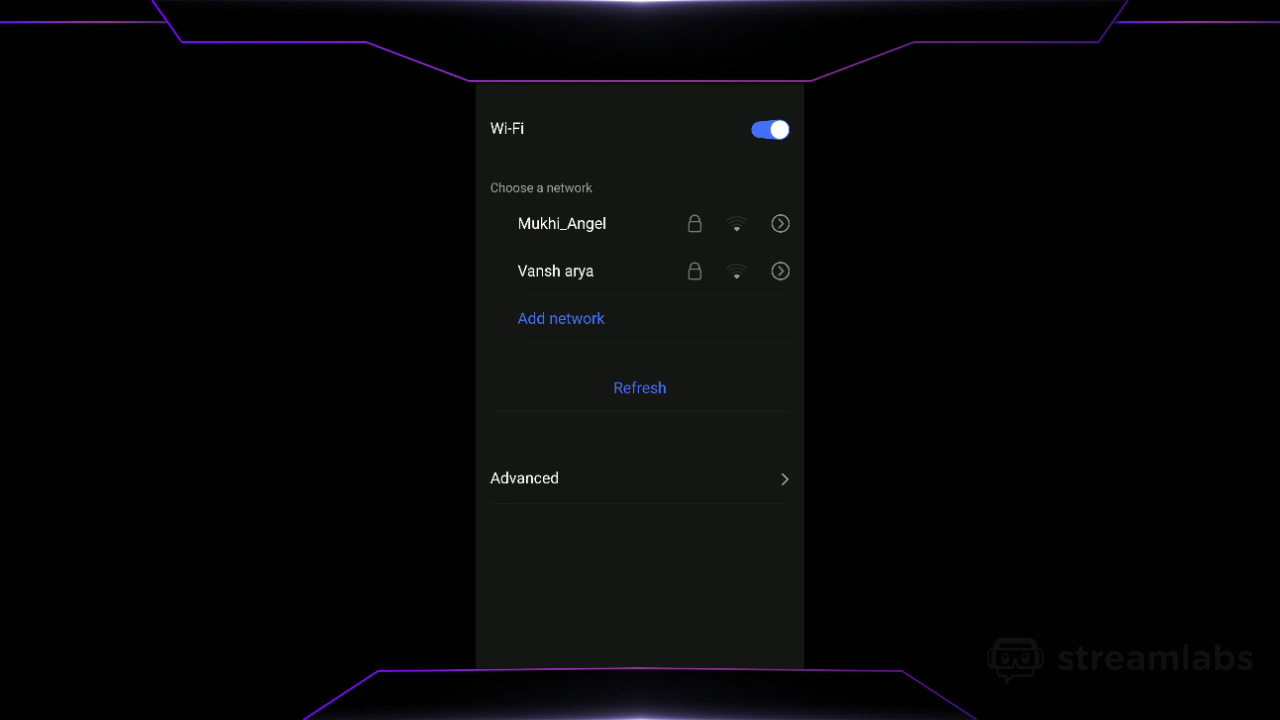 Wi-Fi
Choose a network
Mukhi_Angel
Vansh arya
Add network
Refresh
Advanced
streamlabs